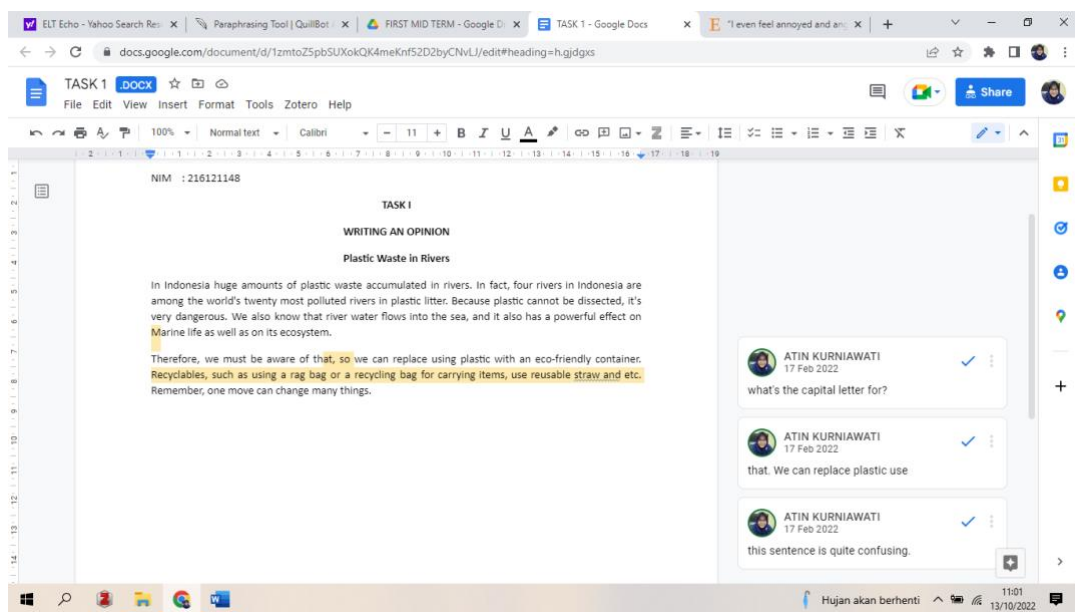 ELT Echo - Yahoo Search Res
Paraphrasing Tool | QuillBot
FIRST MID TERM - Google D
TASK 1 - Google Docs
"I even feel annoyed and ang
docs.google.com/document/d/1zmtoZ5pbSUXokQK4meKnf52D2byCNvLJ/edit#heading=h.gjdgxs
TASK 1 .DOCX
File Edit View Insert Format Tools Zotero Help
Share
100% Normal text Calibri - 11 + B I U A
NIM : 216121148
TASK I
WRITING AN OPINION
Plastic Waste in Rivers
In Indonesia huge amounts of plastic waste accumulated in rivers. In fact, four rivers in Indonesia are
among the world's twenty most polluted rivers in plastic litter. Because plastic cannot be dissected, it's
very dangerous. We also know that river water flows into the sea, and it also has a powerful effect on
Marine life as well as on its ecosystem.
Therefore, we must be aware of that, so we can replace using plastic with an eco-friendly container.
Recyclables, such as using a rag bag or a recycling bag for carrying items, use reusable straw and etc.
Remember, one move can change many things.
ATIN KURNIAWATI
17 Feb 2022
what's the capital letter for?
ATIN KURNIAWATI
17 Feb 2022
that. We can replace plastic use
ATIN KURNIAWATI
17 Feb 2022
this sentence is quite confusing.
Hujan akan berhenti
11:01
13/10/2022